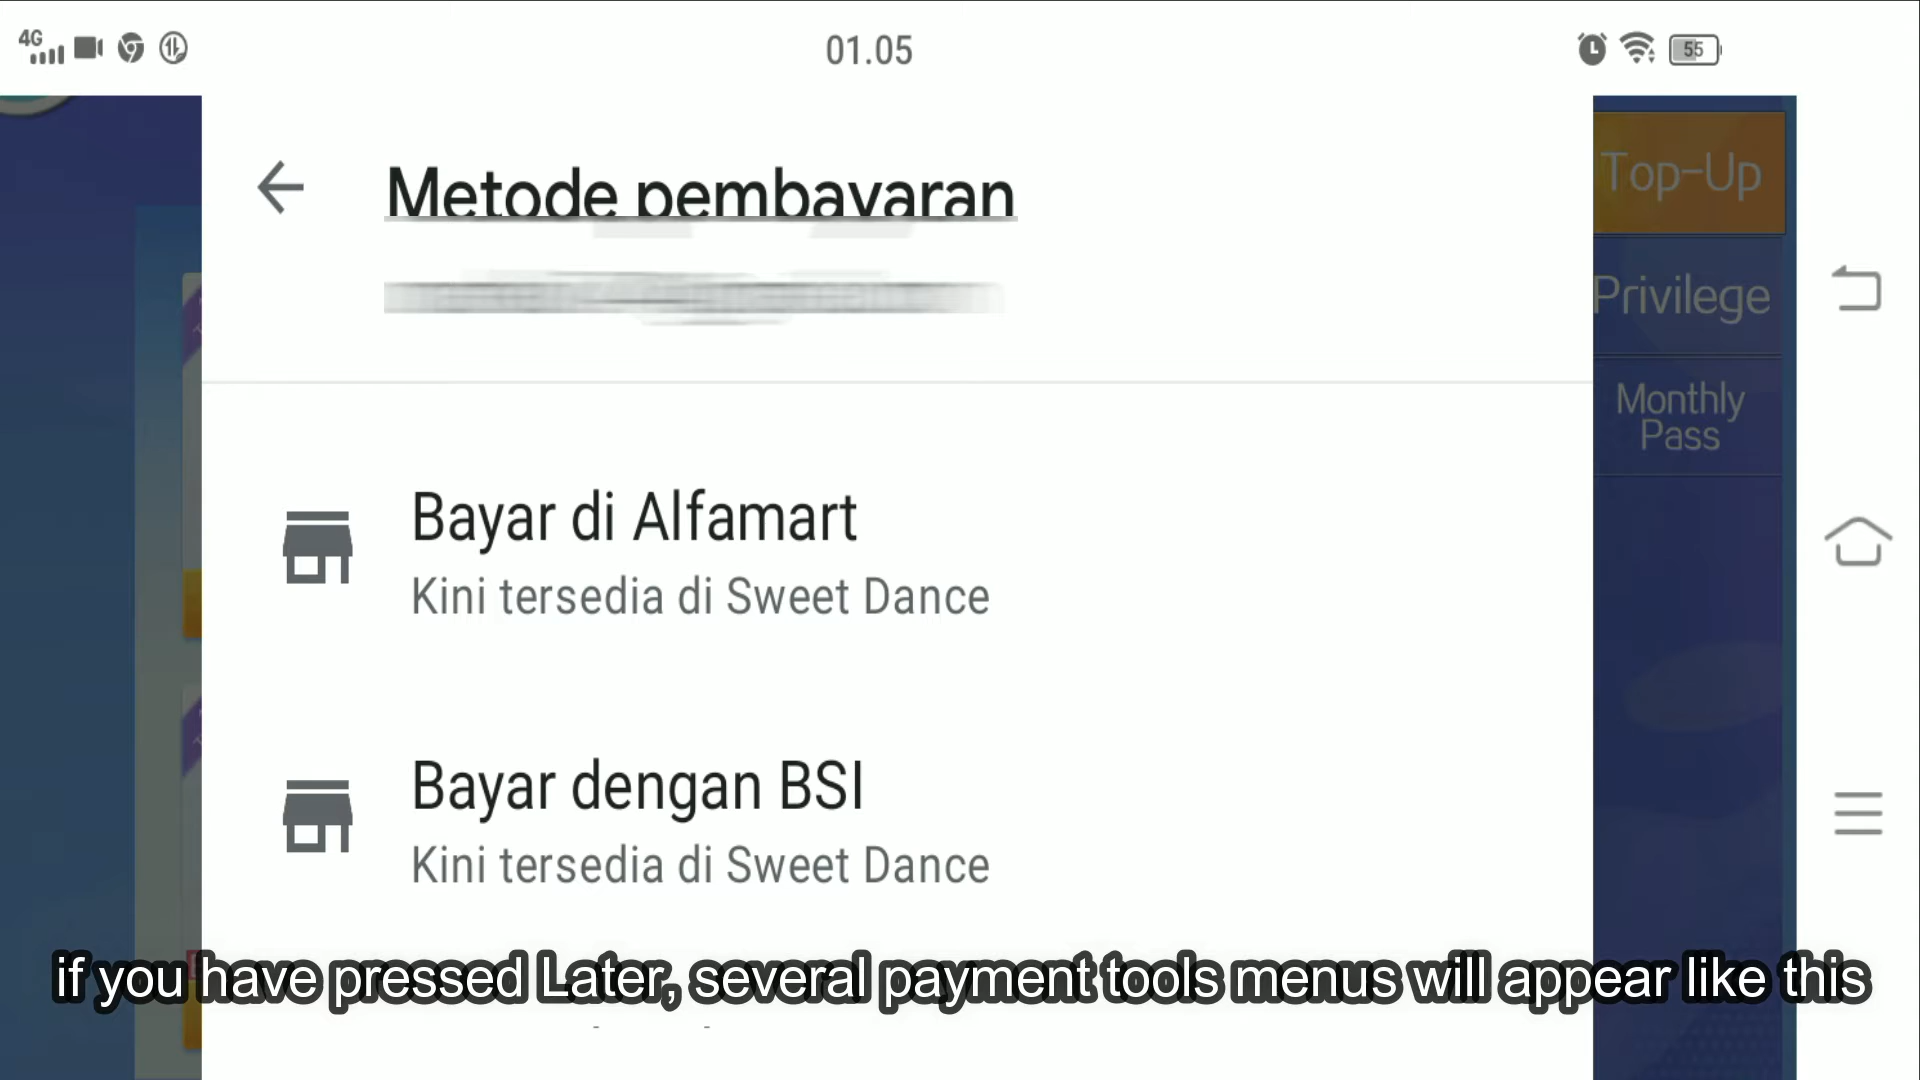 4G
01.05
55
Metode pembayaran
Top-Up
Privilege
Monthly
Pass
Bayar di Alfamart
Kini tersedia di Sweet Dance
Bayar dengan BSI
Kini tersedia di Sweet Dance
if you have pressed Later, several payment tools menus will appear like this